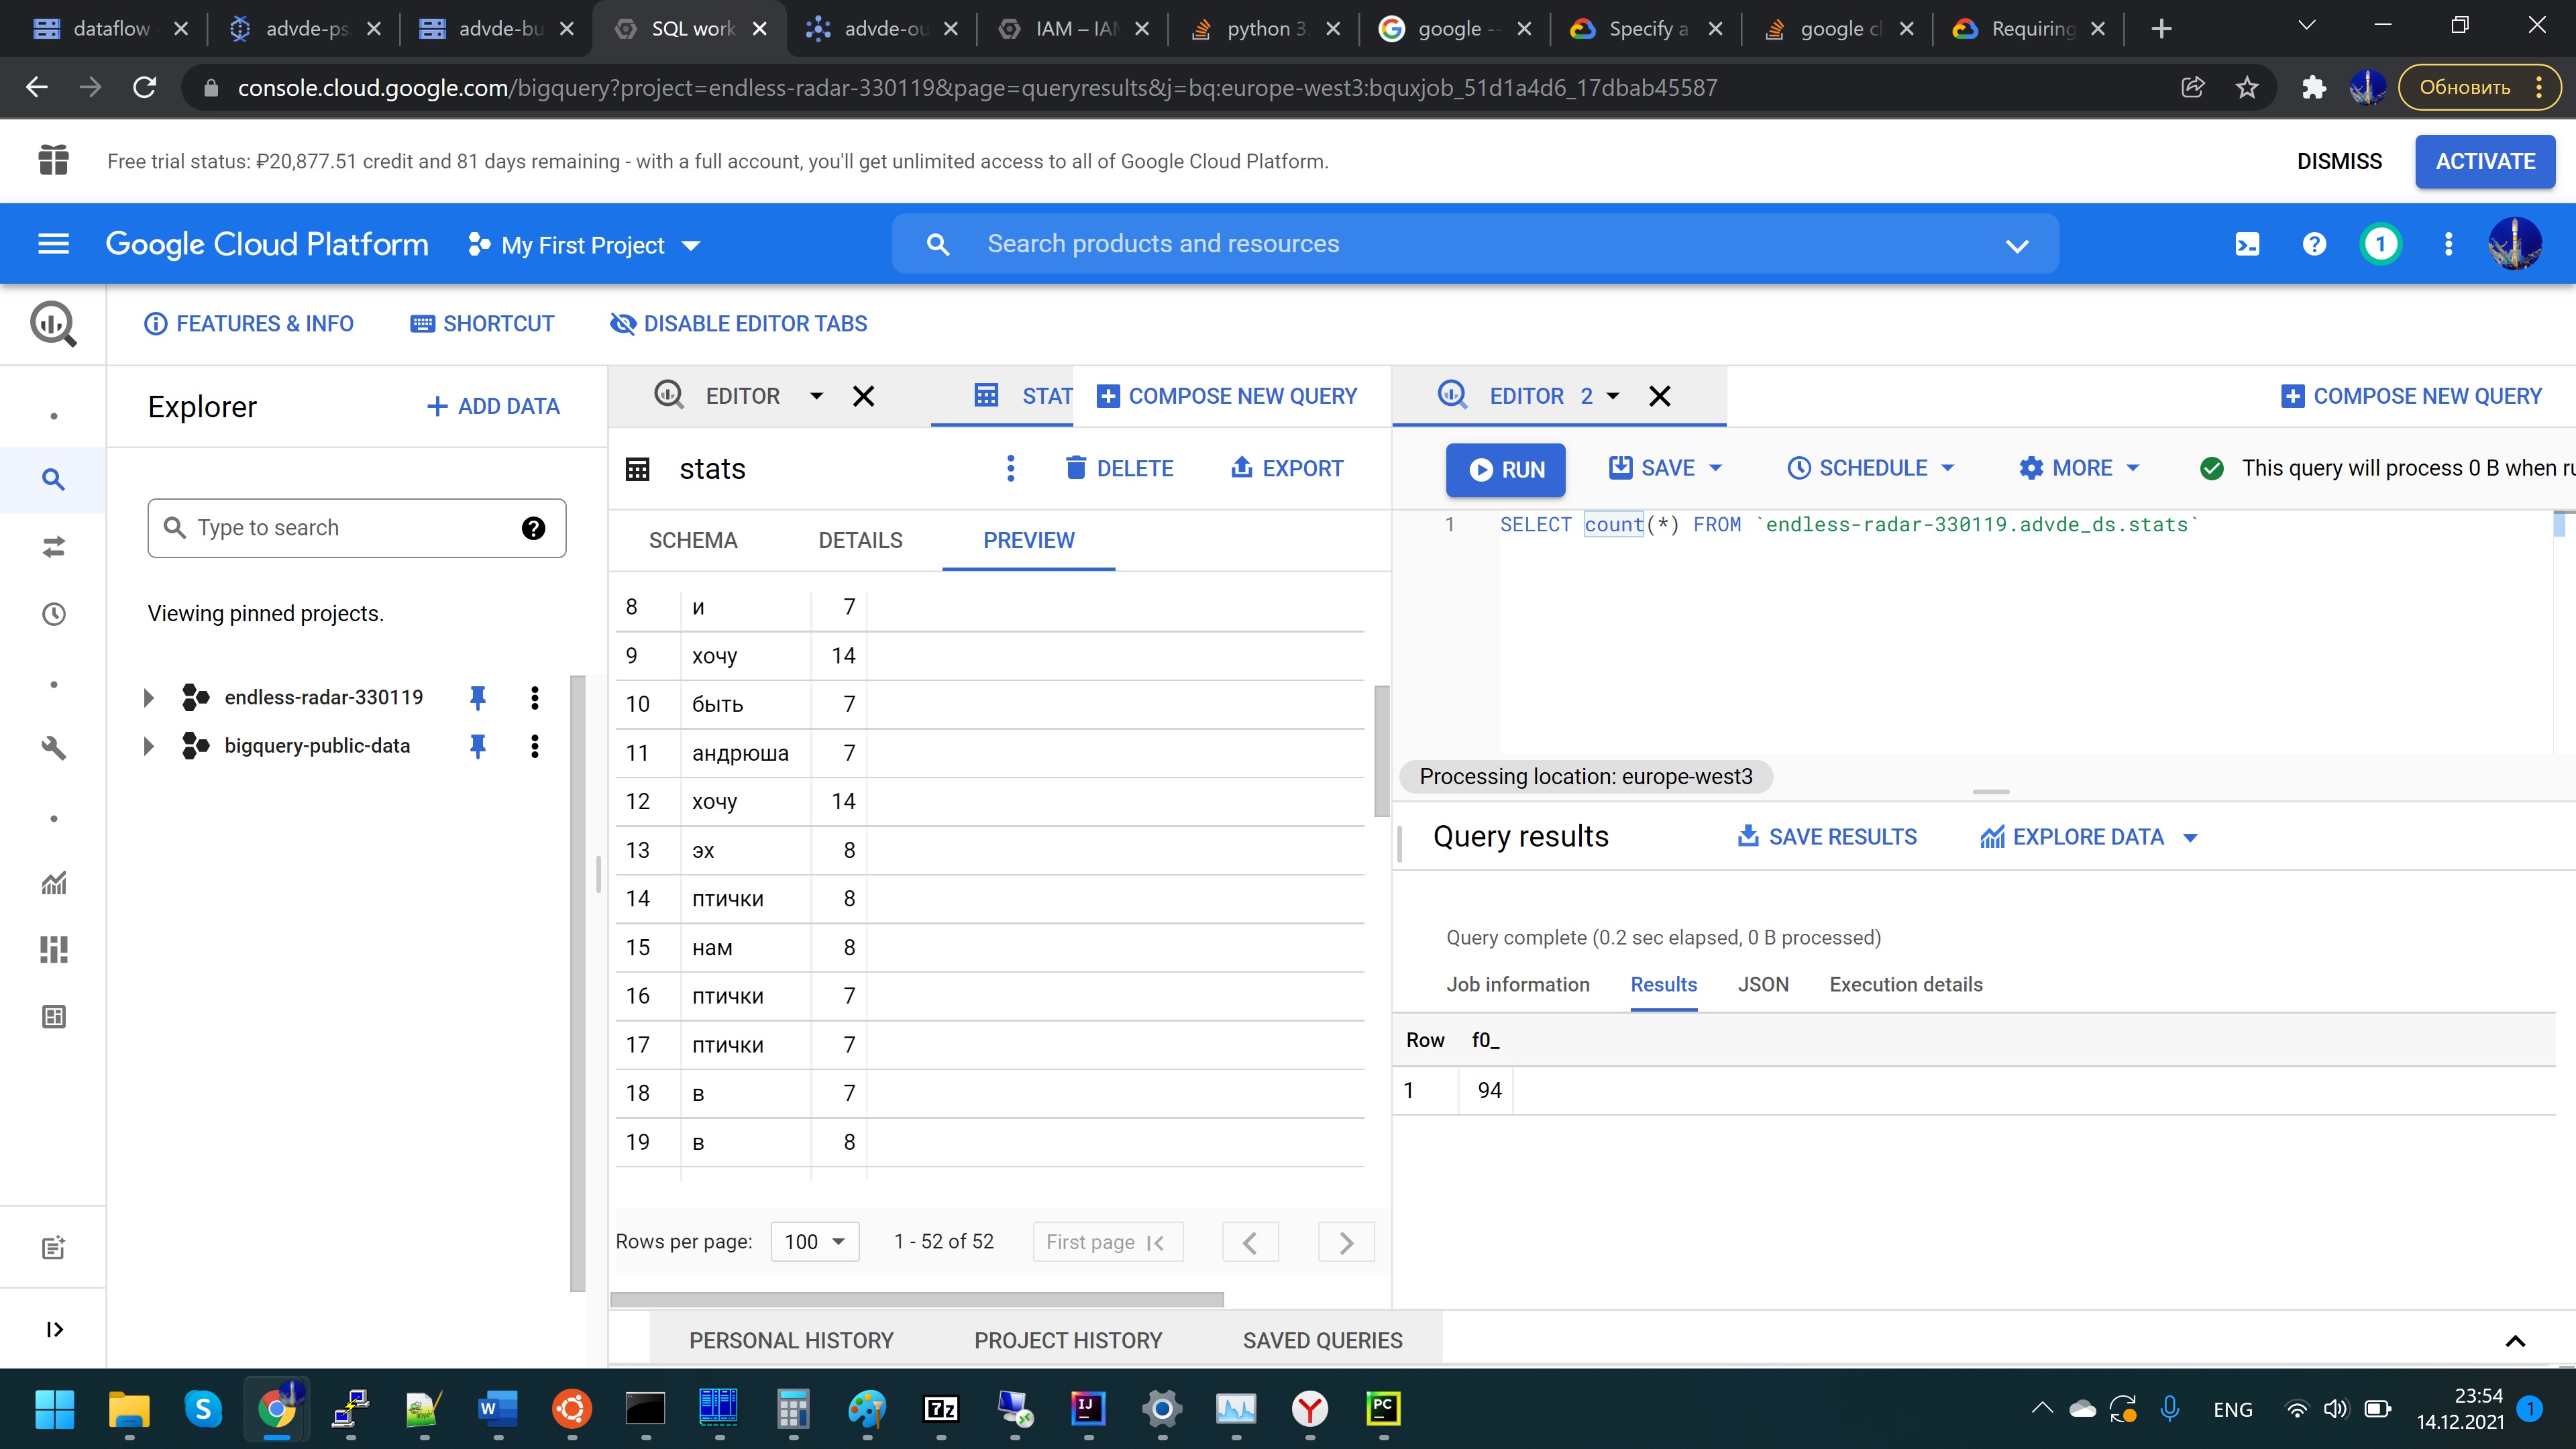 dataflow
advde-ps
advde-bu
SQL work
advde-ou
IAM – IAM
python 3.
google --
Specify a
google cl
Requiring
console.cloud.google.com/bigquery?project=endless-radar-330119&page=queryresults&j=bq:europe-west3:bquxjob_51d1a4d6_17dbab45587
Обновить
Free trial status: ₽20,877.51 credit and 81 days remaining - with a full account, you'll get unlimited access to all of Google Cloud Platform.
DISMISS
ACTIVATE
Google Cloud Platform
My First Project
Search products and resources
1
FEATURES & INFO
SHORTCUT
DISABLE EDITOR TABS
Explorer
ADD DATA
Type to search
Viewing pinned projects.
endless-radar-330119
bigquery-public-data
EDITOR
STAT
COMPOSE NEW QUERY
stats
DELETE
EXPORT
SCHEMA
DETAILS
PREVIEW
8 и 7
9 хочу 14
10 быть 7
11 андрюша 7
12 хочу 14
13 эх 8
14 птички 8
15 нам 8
16 птички 7
17 птички 7
18 в 7
19 в 8
Rows per page: 100 1 - 52 of 52 First page
EDITOR 2
COMPOSE NEW QUERY
RUN
SAVE
SCHEDULE
MORE
This query will process 0 B when ru
1 SELECT count(*) FROM `endless-radar-330119.advde_ds.stats`
Processing location: europe-west3
Query results
SAVE RESULTS
EXPLORE DATA
Query complete (0.2 sec elapsed, 0 B processed)
Job information
Results
JSON
Execution details
Row f0_
1 94
PERSONAL HISTORY
PROJECT HISTORY
SAVED QUERIES
ENG
23:54
14.12.2021
1